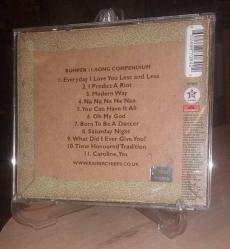 BUMPER 11 SONG COMPENDIUM
1. Everyday I Love You Less and Less
2. I Predict A Riot
3. Modern Way
4. Na Na Na Na Naa
5. You Can Have It All
6. Oh My God
7. Born To Be A Dancer
8. Saturday Night
9. What Did I Ever Give You?
10. Time Honoured Tradition
11. Caroline, Yes
WWW.KAISERCHIEFS.CO.UK